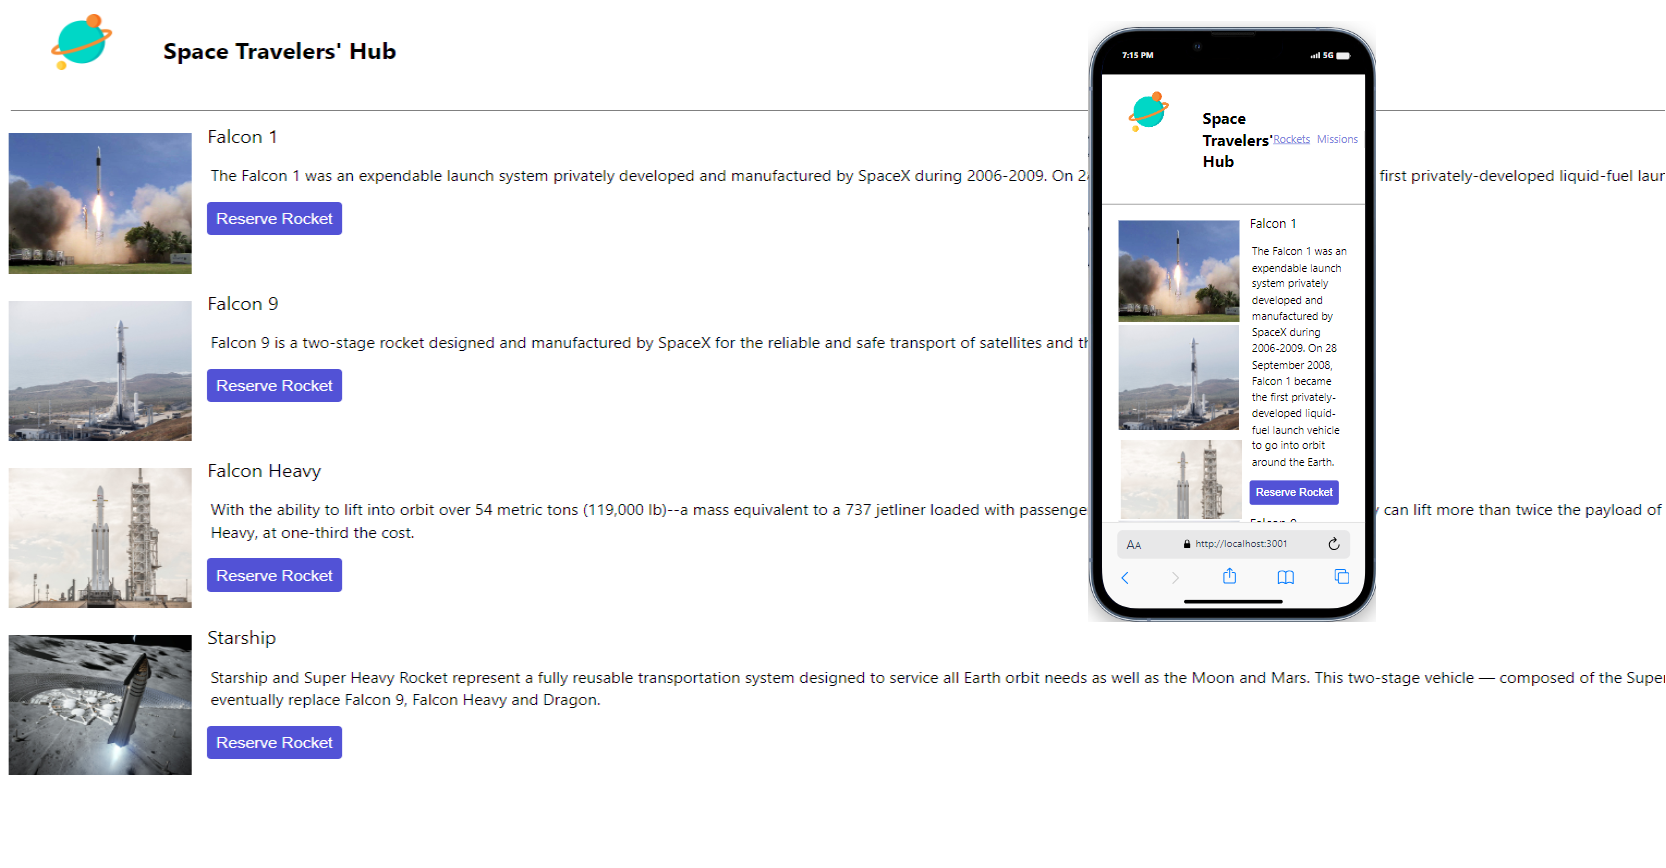 Space Travelers' Hub
Falcon 1
The Falcon 1 was an expendable launch system privately developed and manufactured by SpaceX during 2006-2009. On 2
first privately-developed liquid-fuel laun
Reserve Rocket
Falcon 9
Falcon 9 is a two-stage rocket designed and manufactured by SpaceX for the reliable and safe transport of satellites and th
Reserve Rocket
Falcon Heavy
With the ability to lift into orbit over 54 metric tons (119,000 lb)--a mass equivalent to a 737 jetliner loaded with passenge
can lift more than twice the payload of
Heavy, at one-third the cost.
Reserve Rocket
Starship
Starship and Super Heavy Rocket represent a fully reusable transportation system designed to service all Earth orbit needs as well as the Moon and Mars. This two-stage vehicle — composed of the Super
eventually replace Falcon 9, Falcon Heavy and Dragon.
Reserve Rocket
7:15 PM
5G
Space
Travelers' Rockets Missions
Hub
Falcon 1
The Falcon 1 was an
expendable launch
system privately
developed and
manufactured by
SpaceX during
2006-2009. On 28
September 2008,
Falcon 1 became
the first privately-
developed liquid-
fuel launch vehicle
to go into orbit
around the Earth.
Reserve Rocket
Falcon 9
AA http://localhost:3001